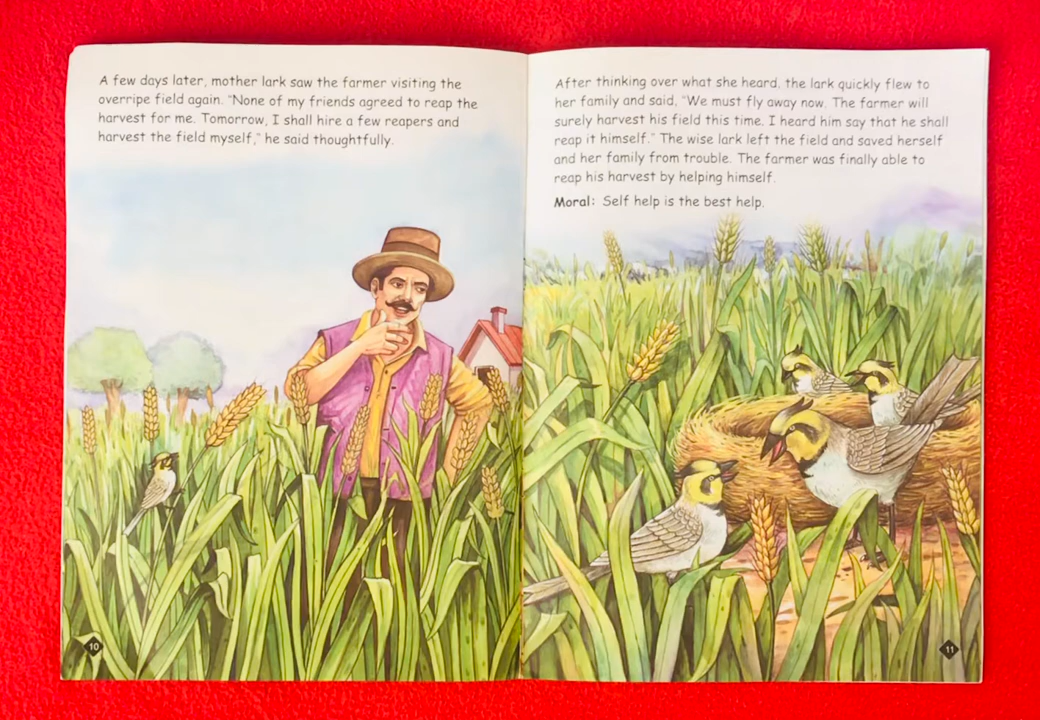 A few days later, mother lark saw the farmer visiting the
overripe field again. "None of my friends agreed to reap the
harvest for me. Tomorrow, I shall hire a few reapers and
harvest the field myself," he said thoughtfully.
10
After thinking over what she heard, the lark quickly flew to
her family and said, "We must fly away now. The farmer will
surely harvest his field this time. I heard him say that he shall
reap it himself." The wise lark left the field and saved herself
and her family from trouble. The farmer was finally able to
reap his harvest by helping himself.
Moral: Self help is the best help.
11